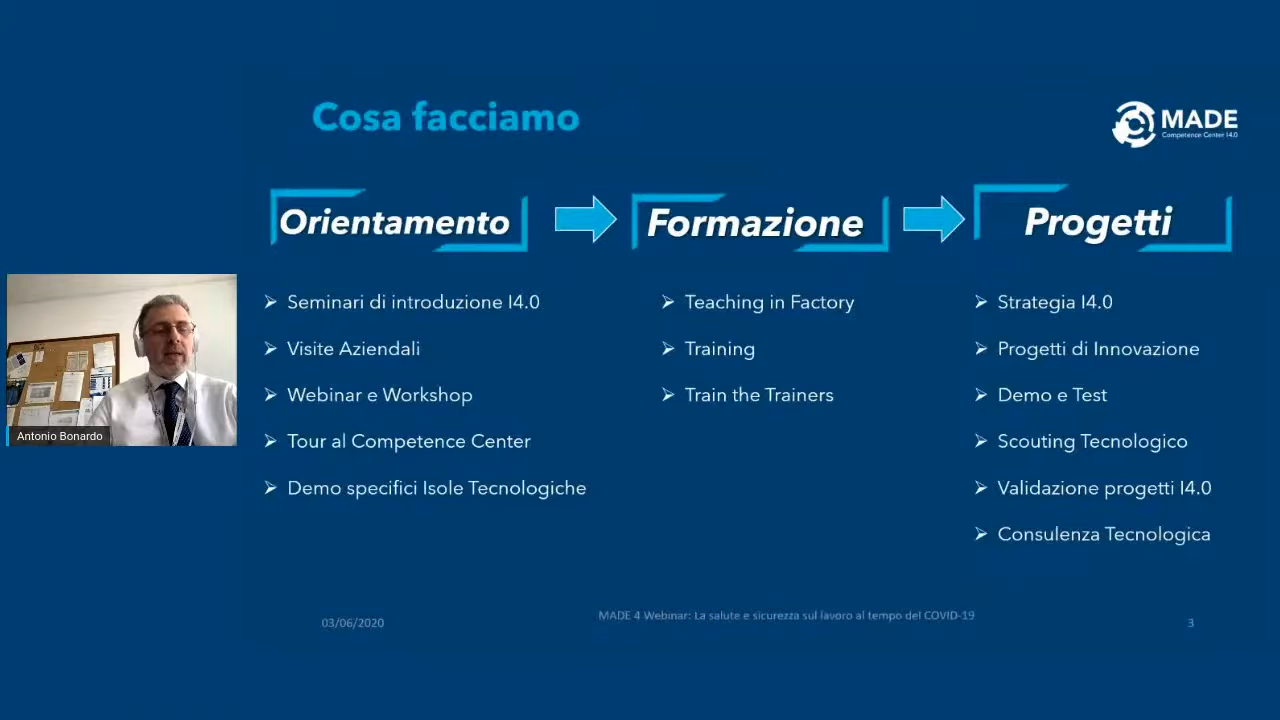 Cosa facciamo
MADE
Competence Center I4.0
Orientamento
Formazione
Progetti
Seminari di introduzione I4.0
Visite Aziendali
Webinar e Workshop
Tour al Competence Center
Demo specifici Isole Tecnologiche
Teaching in Factory
Training
Train the Trainers
Strategia I4.0
Progetti di Innovazione
Demo e Test
Scouting Tecnologico
Validazione progetti I4.0
Consulenza Tecnologica
Antonio Bonardo
03/06/2020
MADE 4 Webinar: La salute e sicurezza sul lavoro al tempo del COVID-19
3